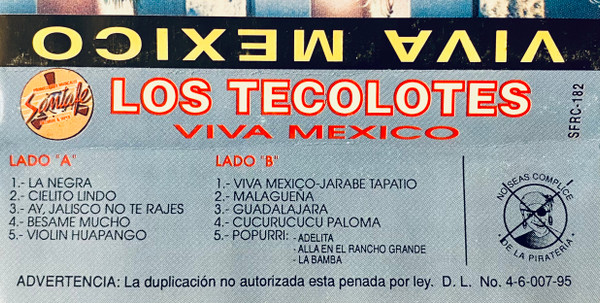 VIVA MEXICO
Santafe
LOS TECOLOTES
VIVA MEXICO
SFRC-182
LADO "A"
1.- LA NEGRA
2.- CIELITO LINDO
3.- AY, JALISCO NO TE RAJES
4.- BESAME MUCHO
5.- VIOLIN HUAPANGO
LADO "B"
1.- VIVA MEXICO-JARABE TAPATIO
2.- MALAGUEÑA
3.- GUADALAJARA
4.- CUCURUCUCU PALOMA
5.- POPURRI: - ADELITA
- ALLA EN EL RANCHO GRANDE
- LA BAMBA
NO SEAS COMPLICE
· DE LA PIRATERIA ·
ADVERTENCIA: La duplicación no autorizada esta penada por ley. D. L. No. 4-6-007-95